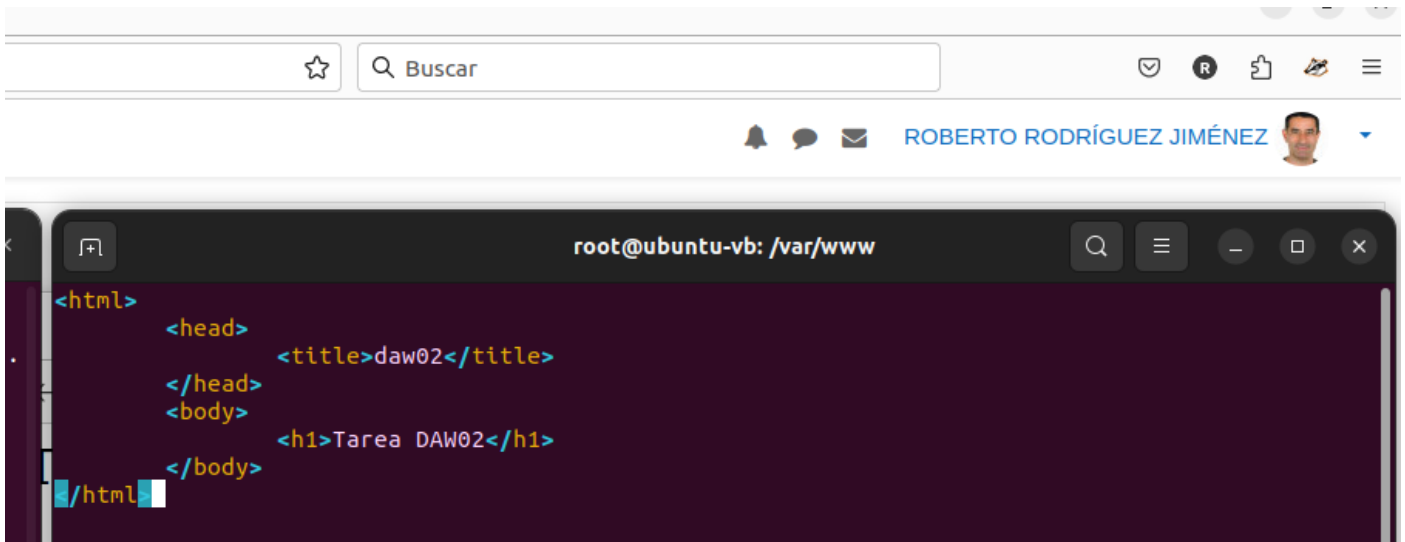 Buscar
R
ROBERTO RODRÍGUEZ JIMÉNEZ
root@ubuntu-vb: /var/www
<html>
<head>
<title>daw02</title>
</head>
<body>
<h1>Tarea DAW02</h1>
</body>
</html>